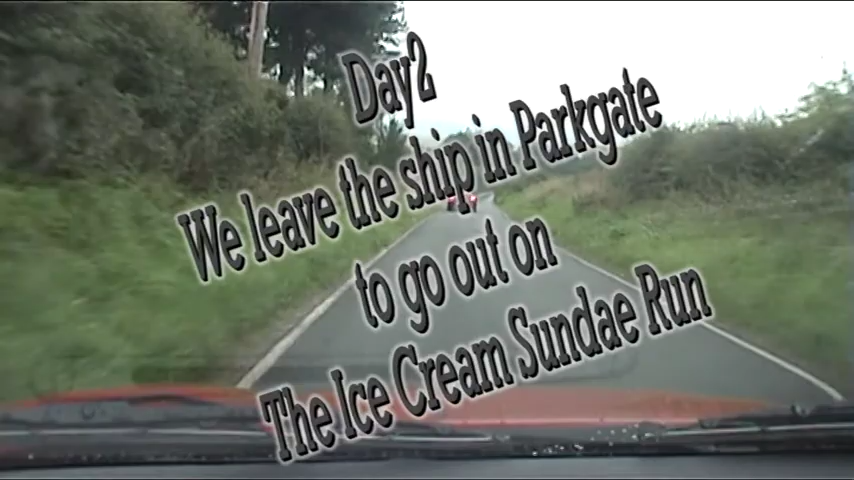 Day2
We leave the ship in Parkgate
to go out on
The Ice Cream Sundae Run